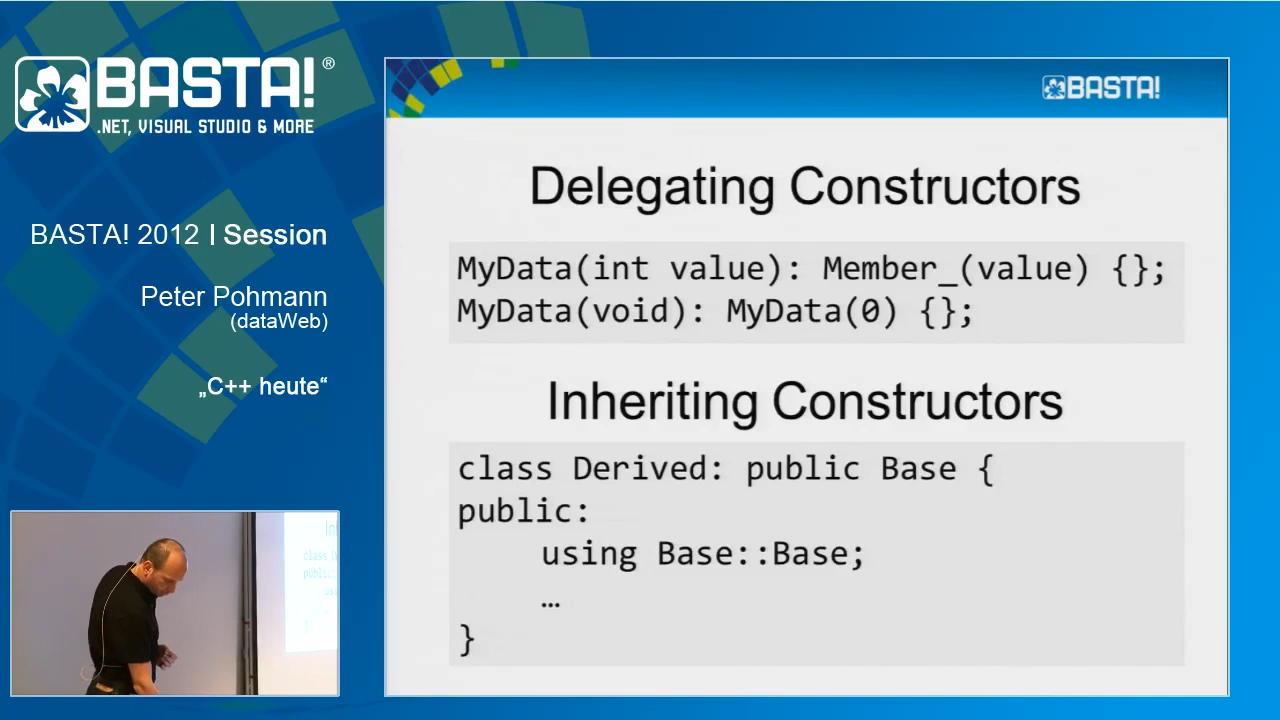 BASTA!®
.NET, VISUAL STUDIO & MORE
BASTA! 2012 | Session
Peter Pohmann
(dataWeb)
„C++ heute“
BASTA!
Delegating Constructors
MyData(int value): Member_(value) {};
MyData(void): MyData(0) {};
Inheriting Constructors
class Derived: public Base {
public:
using Base::Base;
…
}